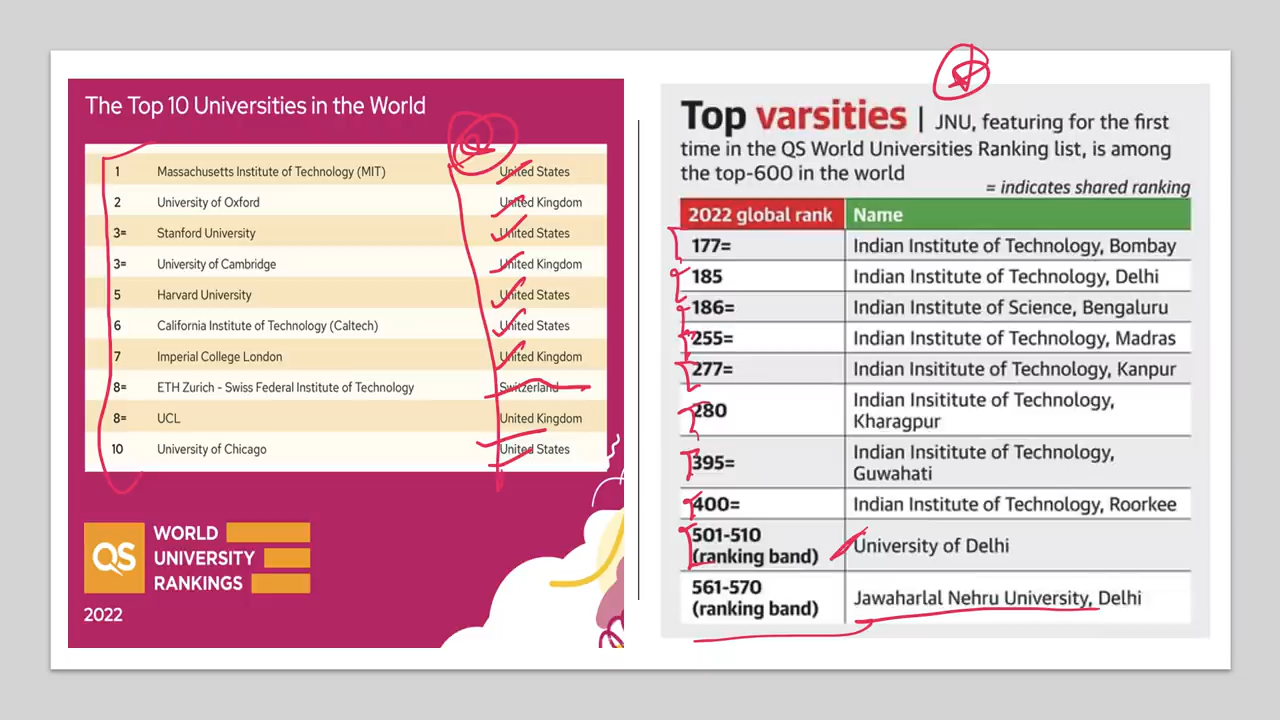 The Top 10 Universities in the World
1 Massachusetts Institute of Technology (MIT) United States
2 University of Oxford United Kingdom
3= Stanford University United States
3= University of Cambridge United Kingdom
5 Harvard University United States
6 California Institute of Technology (Caltech) United States
7 Imperial College London United Kingdom
8= ETH Zurich - Swiss Federal Institute of Technology Switzerland
8= UCL United Kingdom
10 University of Chicago United States
QS
WORLD
UNIVERSITY
RANKINGS
2022
Top varsities | JNU, featuring for the first
time in the QS World Universities Ranking list, is among
the top-600 in the world
= indicates shared ranking
2022 global rank Name
177= Indian Institute of Technology, Bombay
185 Indian Institute of Technology, Delhi
186= Indian Institute of Science, Bengaluru
255= Indian Institute of Technology, Madras
277= Indian Institute of Technology, Kanpur
280 Indian Insititute of Technology,
Kharagpur
395= Indian Insititute of Technology,
Guwahati
400= Indian Institute of Technology, Roorkee
501-510
(ranking band) University of Delhi
561-570
(ranking band) Jawaharlal Nehru University, Delhi